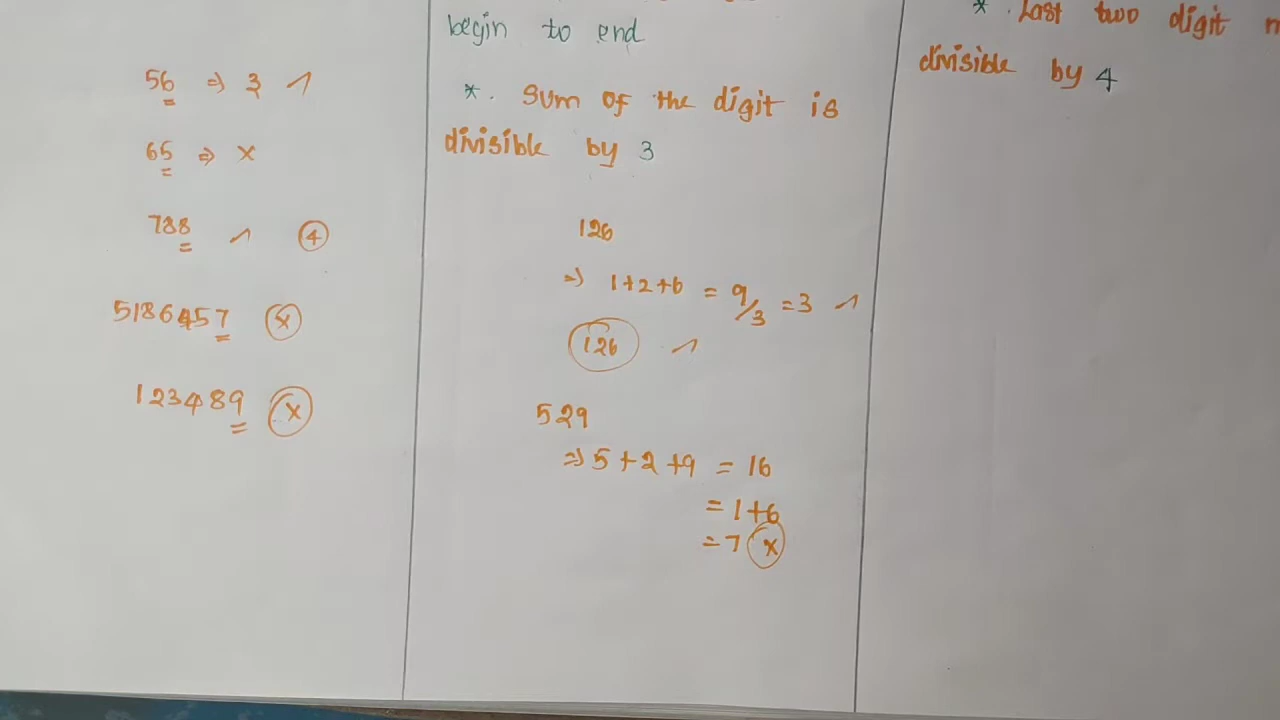 56 ⇒ 3 ✓
65 ⇒ x
788 ✓ 4
5186457 x
123489 x
begin to end
*. Sum of the digit is
divisible by 3
126
⇒ 1+2+6 = 9/3 = 3 ✓
126 ✓
529
⇒ 5+2+9 = 16
= 1+6
= 7 x
*. Last two digit
divisible by 4